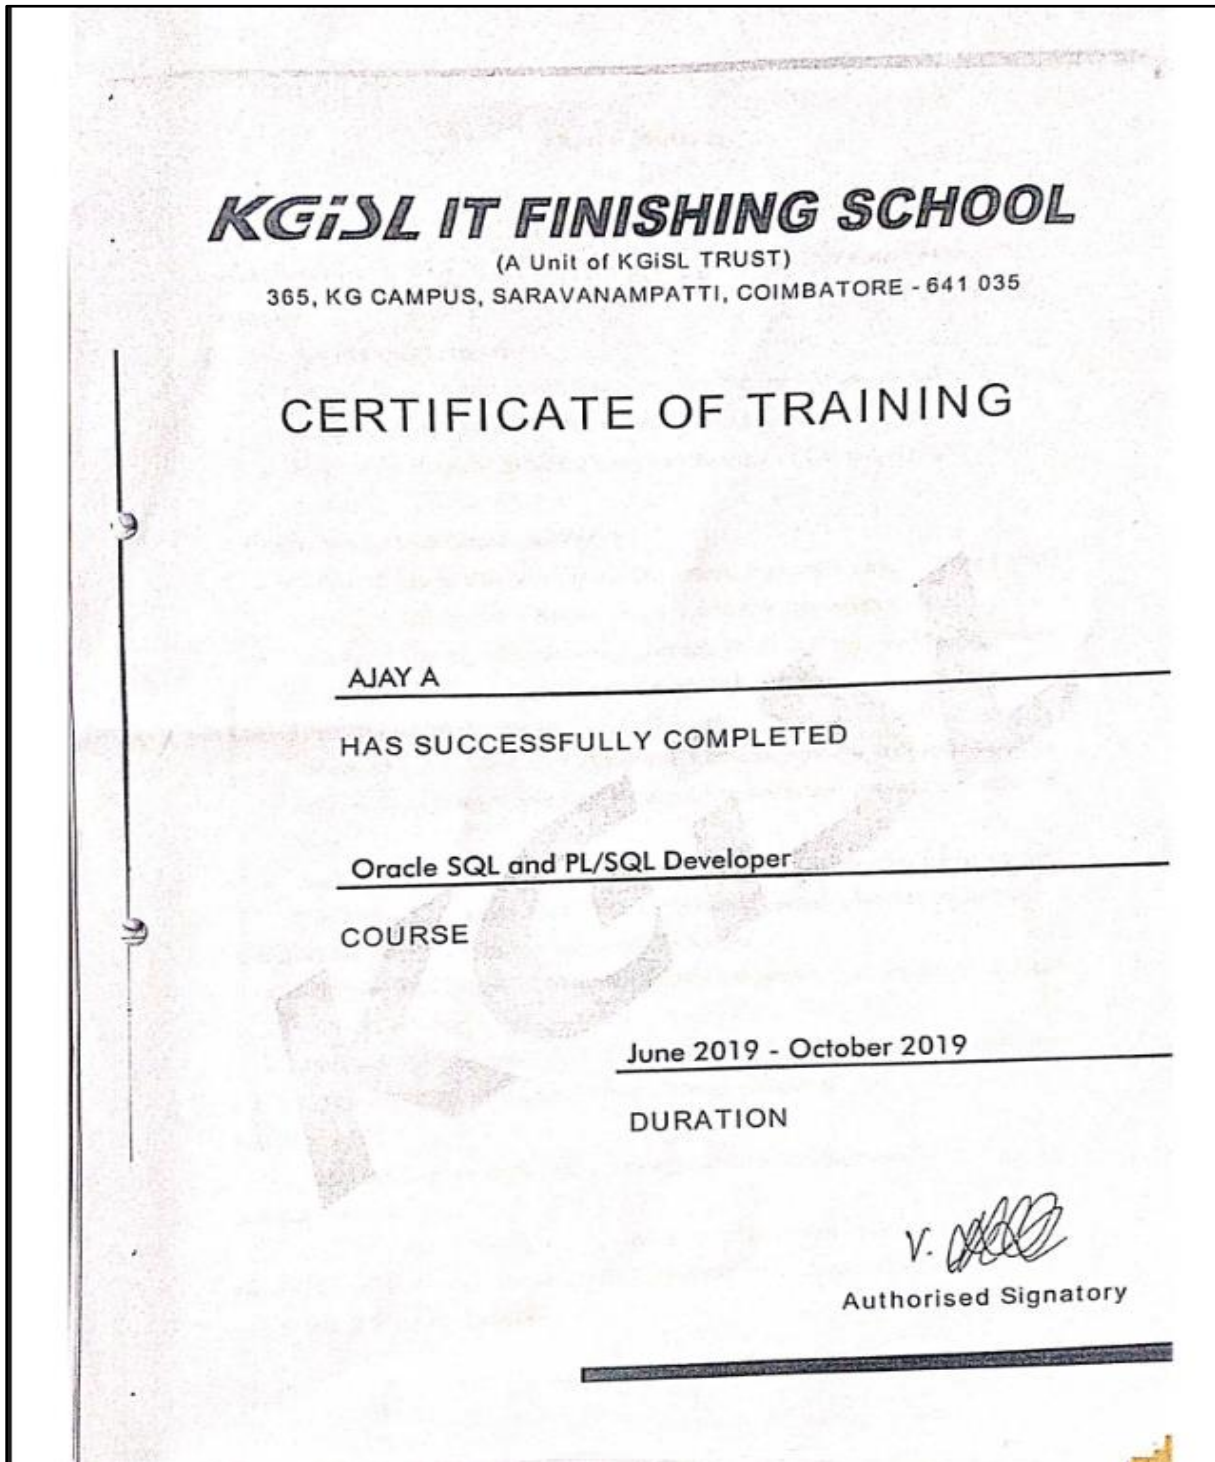 KGiSL IT FINISHING SCHOOL
(A Unit of KGiSL TRUST)
365, KG CAMPUS, SARAVANAMPATTI, COIMBATORE - 641 035
CERTIFICATE OF TRAINING
AJAY A
HAS SUCCESSFULLY COMPLETED
Oracle SQL and PL/SQL Developer
COURSE
June 2019 - October 2019
DURATION
V.
Authorised Signatory
KGiSL